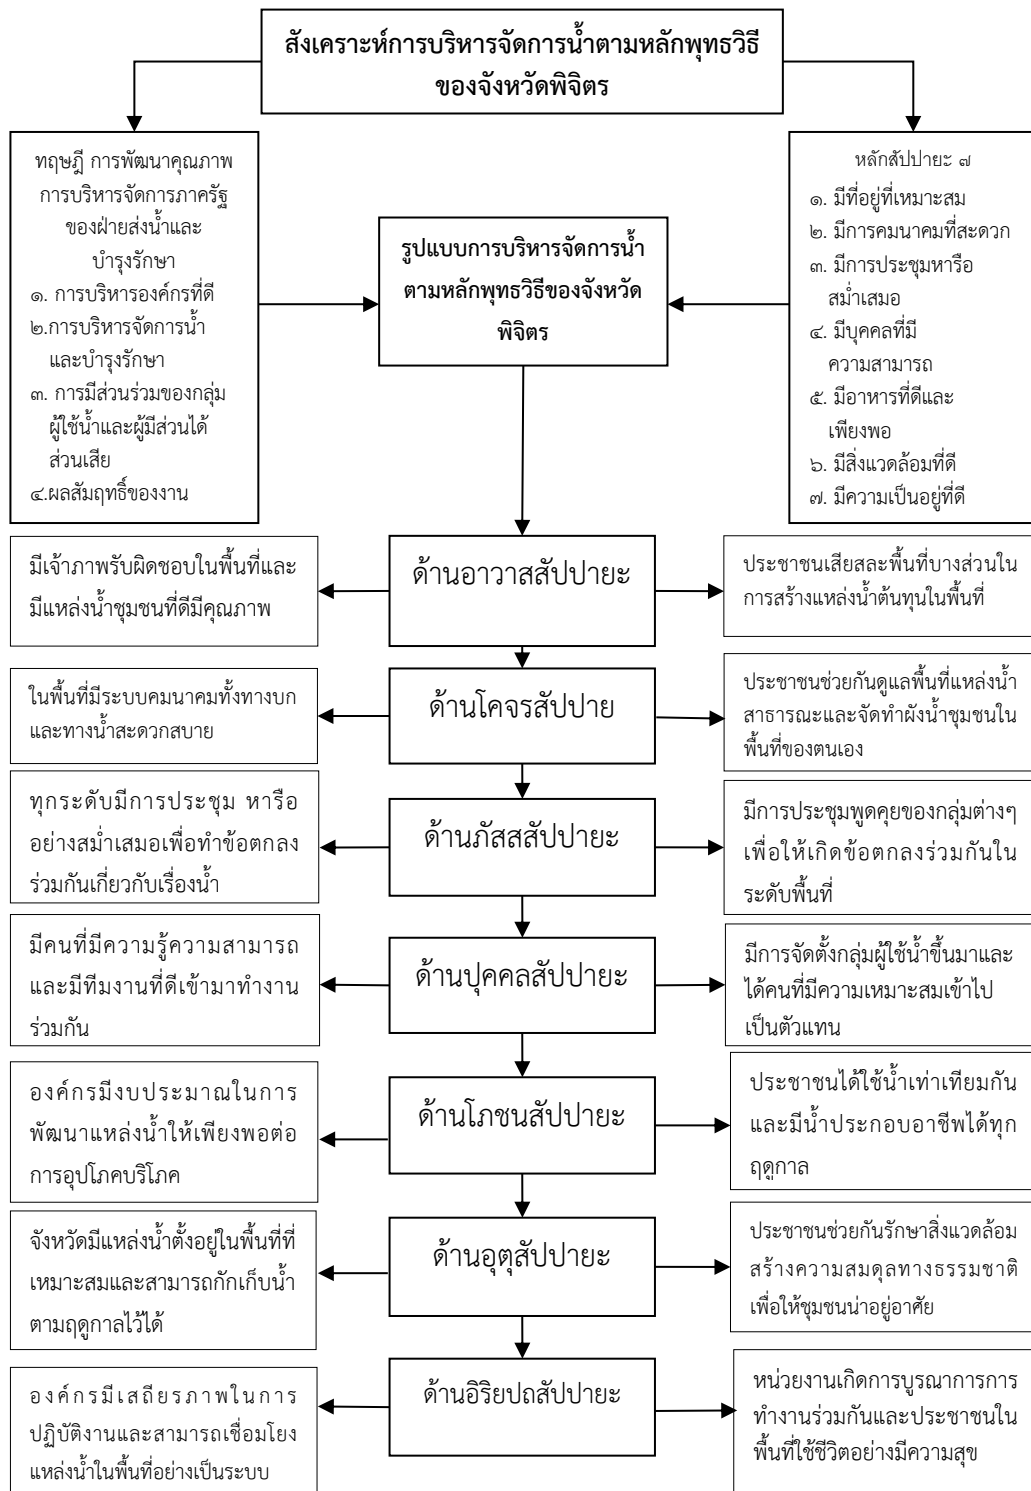 สังเคราะห์การบริหารจัดการน้ำตามหลักพุทธวิธี
ของจังหวัดพิจิตร
ทฤษฎี การพัฒนาคุณภาพ
การบริหารจัดการภาครัฐ
ของฝ่ายส่งน้ำและ
บำรุงรักษา
๑. การบริหารองค์กรที่ดี
๒.การบริหารจัดการน้ำ
และบำรุงรักษา
๓. การมีส่วนร่วมของกลุ่ม
ผู้ใช้น้ำและผู้มีส่วนได้
ส่วนเสีย
๔.ผลสัมฤทธิ์ของงาน
รูปแบบการบริหารจัดการน้ำ
ตามหลักพุทธวิธีของจังหวัด
พิจิตร
หลักสัปปายะ ๗
๑. มีที่อยู่ที่เหมาะสม
๒. มีการคมนาคมที่สะดวก
๓. มีการประชุมหารือ
สม่ำเสมอ
๔. มีบุคคลที่มี
ความสามารถ
๕. มีอาหารที่ดีและ
เพียงพอ
๖. มีสิ่งแวดล้อมที่ดี
๗. มีความเป็นอยู่ที่ดี
มีเจ้าภาพรับผิดชอบในพื้นที่และ
มีแหล่งน้ำชุมชนที่ดีมีคุณภาพ
ด้านอาวาสสัปปายะ
ประชาชนเสียสละพื้นที่บางส่วนใน
การสร้างแหล่งน้ำต้นทุนในพื้นที่
ในพื้นที่มีระบบคมนาคมทั้งทางบก
และทางน้ำสะดวกสบาย
ด้านโคจรสัปปาย
ประชาชนช่วยกันดูแลพื้นที่แหล่งน้ำ
สาธารณะและจัดทำผังน้ำชุมชนใน
พื้นที่ของตนเอง
ทุกระดับมีการประชุม หารือ
อย่างสม่ำเสมอเพื่อทำข้อตกลง
ร่วมกันเกี่ยวกับเรื่องน้ำ
ด้านภัสสสัปปายะ
มีการประชุมพูดคุยของกลุ่มต่างๆ
เพื่อให้เกิดข้อตกลงร่วมกันใน
ระดับพื้นที่
มีคนที่มีความรู้ความสามารถ
และมีทีมงานที่ดีเข้ามาทำงาน
ร่วมกัน
ด้านปุคคลสัปปายะ
มีการจัดตั้งกลุ่มผู้ใช้น้ำขึ้นมาและ
ได้คนที่มีความเหมาะสมเข้าไป
เป็นตัวแทน
องค์กรมีงบประมาณในการ
พัฒนาแหล่งน้ำให้เพียงพอต่อ
การอุปโภคบริโภค
ด้านโภชนสัปปายะ
ประชาชนได้ใช้น้ำเท่าเทียมกัน
และมีน้ำประกอบอาชีพได้ทุก
ฤดูกาล
จังหวัดมีแหล่งน้ำตั้งอยู่ในพื้นที่ที่
เหมาะสมและสามารถกักเก็บน้ำ
ตามฤดูกาลไว้ได้
ด้านอุตุสัปปายะ
ประชาชนช่วยกันรักษาสิ่งแวดล้อม
สร้างความสมดุลทางธรรมชาติ
เพื่อให้ชุมชนน่าอยู่อาศัย
องค์กรมีเสถียรภาพในการ
ปฏิบัติงานและสามารถเชื่อมโยง
แหล่งน้ำในพื้นที่อย่างเป็นระบบ
ด้านอิริยปถสัปปายะ
หน่วยงานเกิดการบูรณาการการ
ทำงานร่วมกันและประชาชนใน
พื้นที่ใช้ชีวิตอย่างมีความสุข